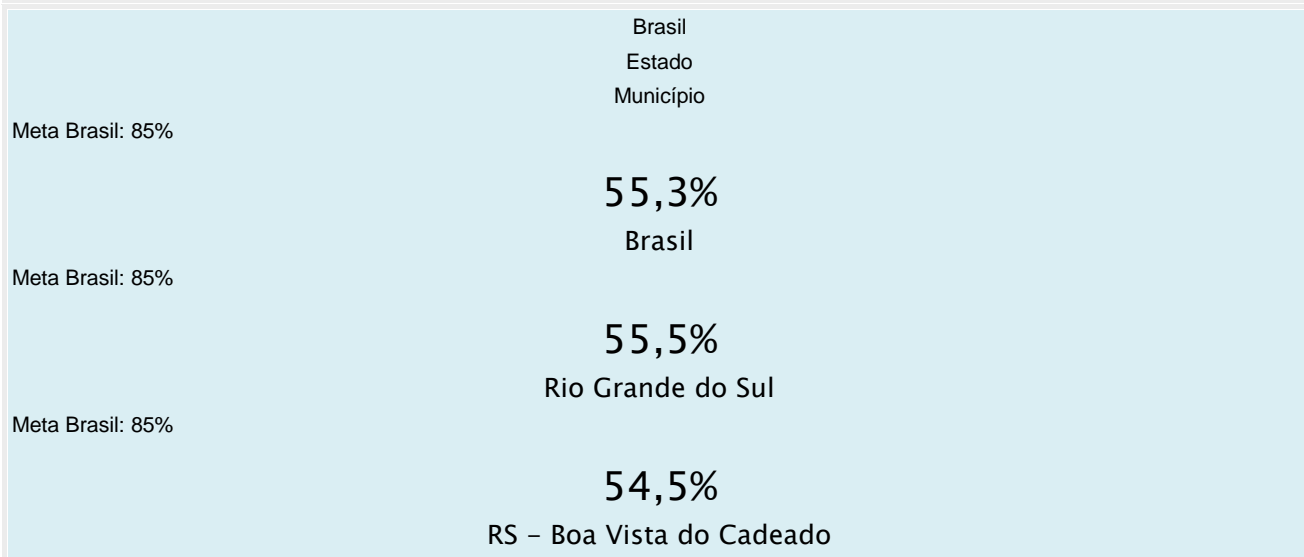 Brasil
Estado
Município
Meta Brasil: 85%
55,3%
Brasil
Meta Brasil: 85%
55,5%
Rio Grande do Sul
Meta Brasil: 85%
54,5%
RS - Boa Vista do Cadeado